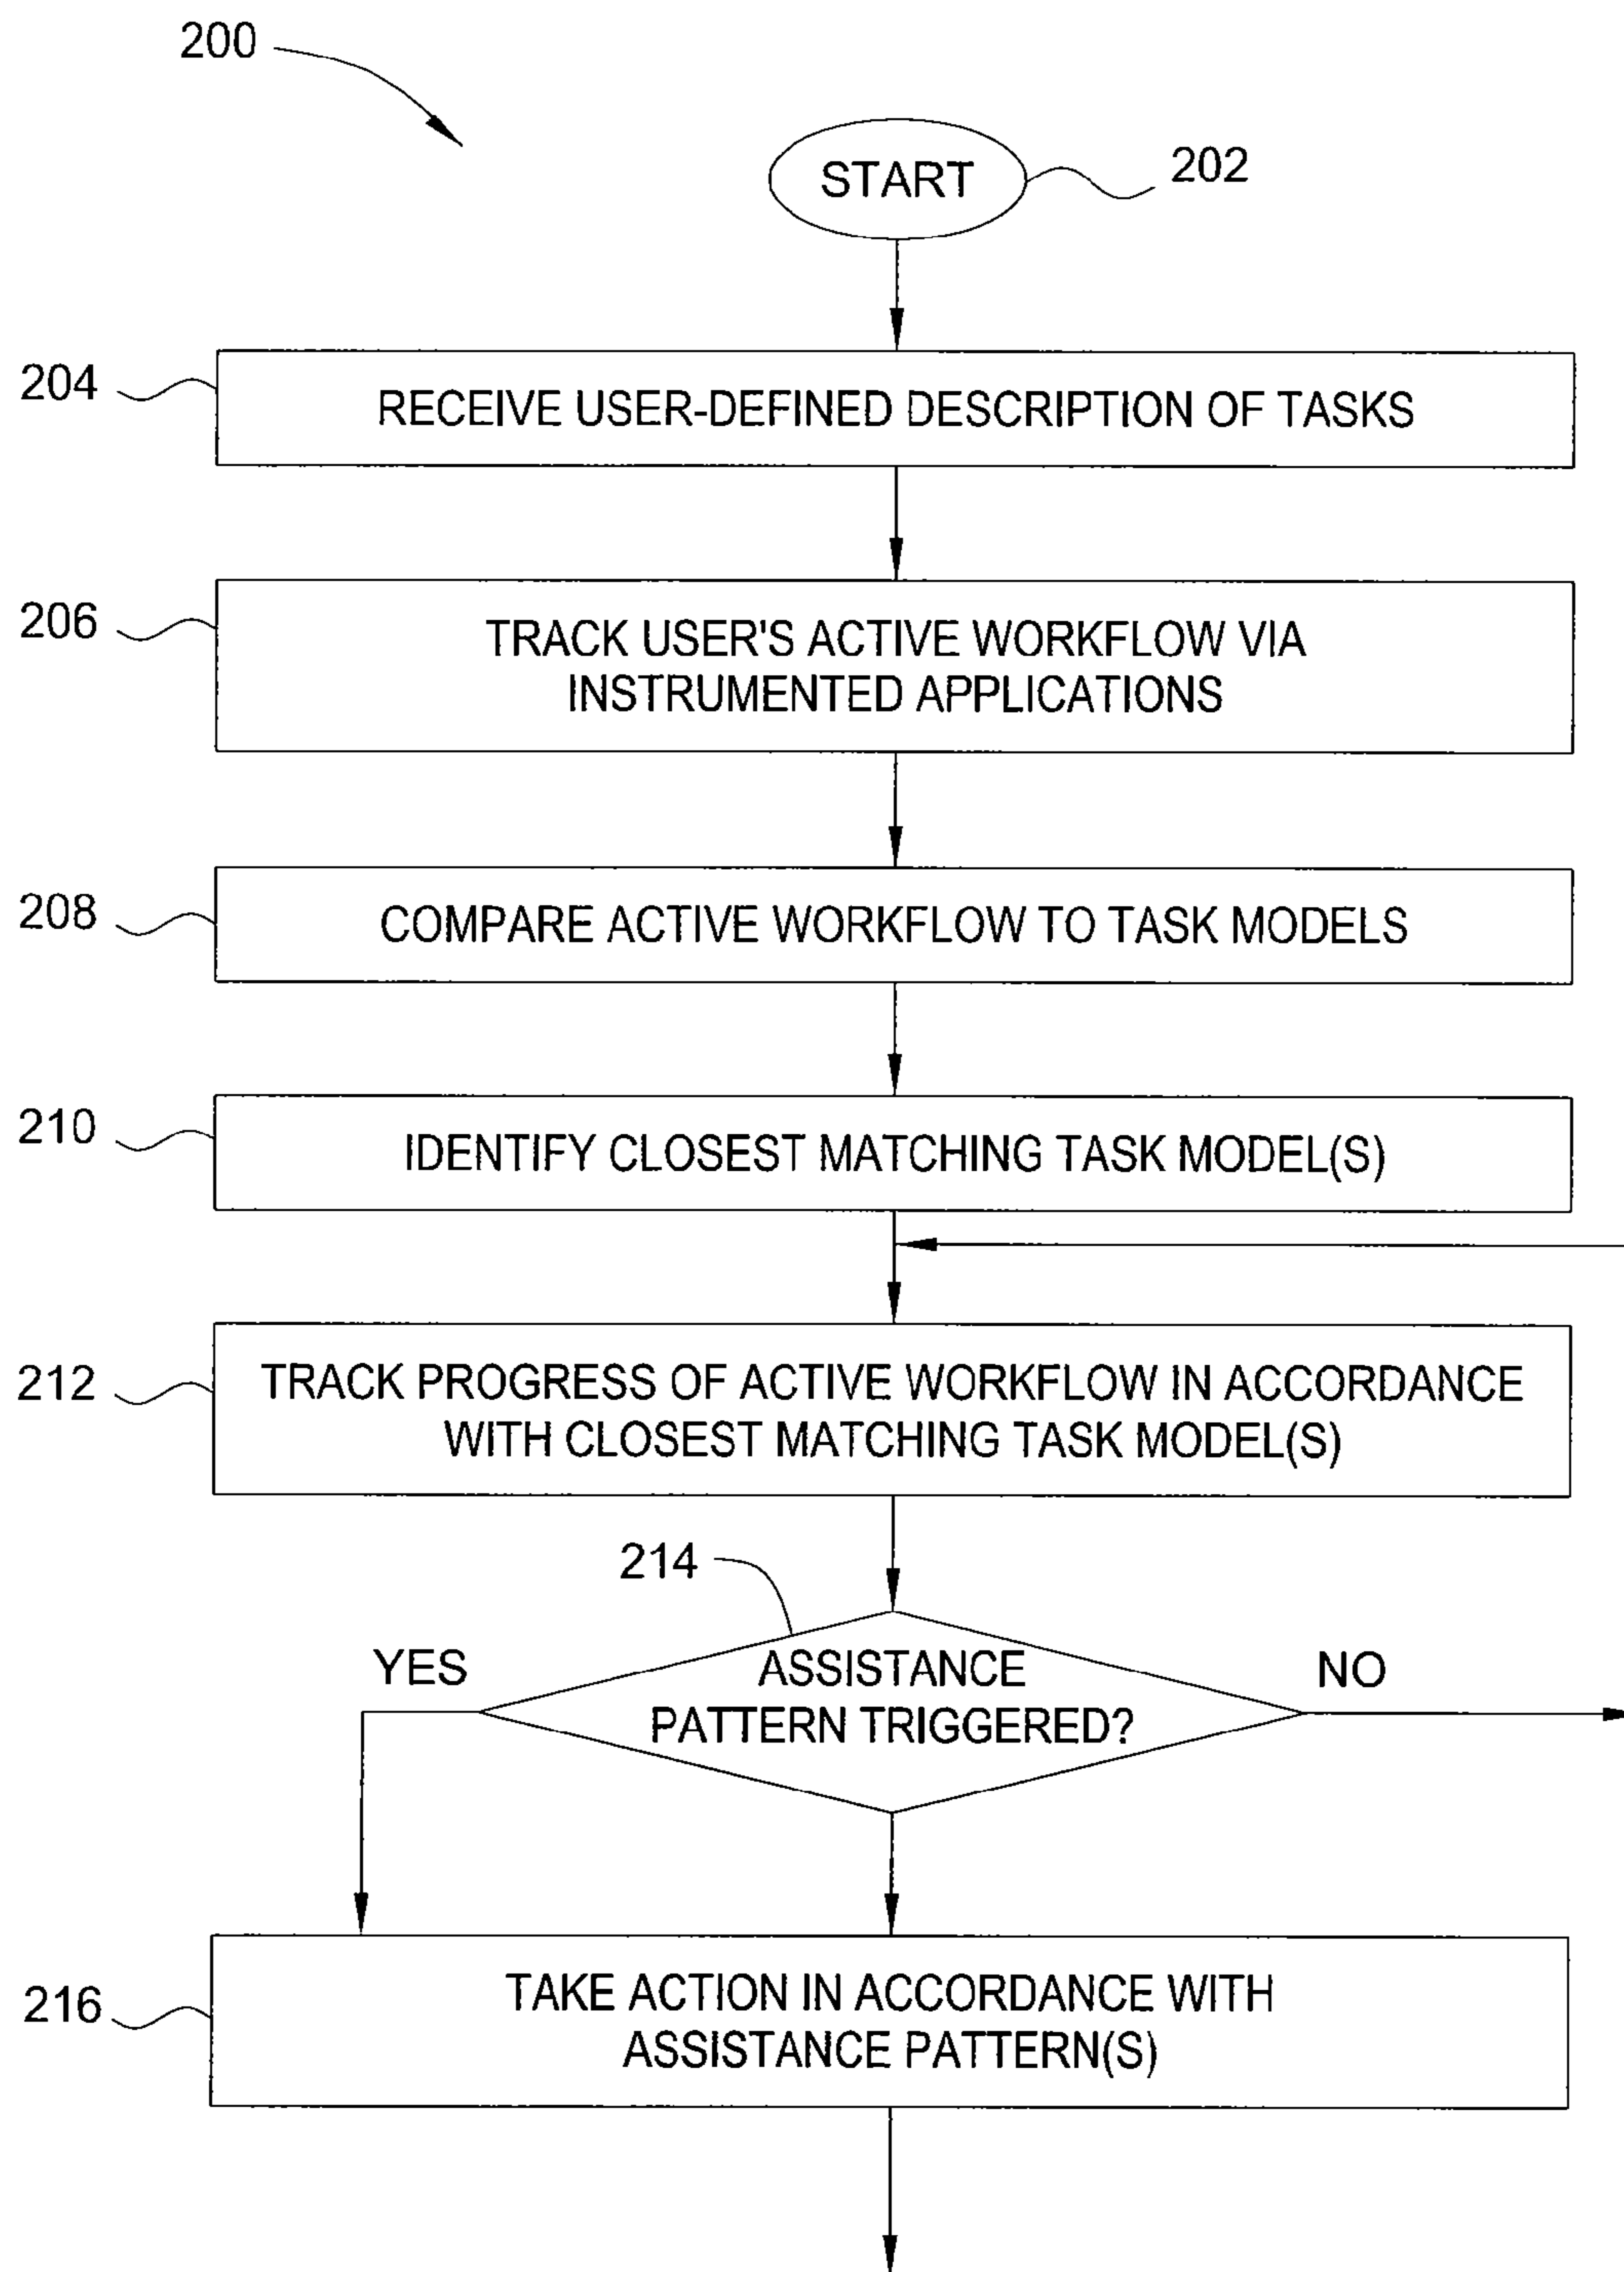 200
START
202
204
RECEIVE USER-DEFINED DESCRIPTION OF TASKS
206
TRACK USER'S ACTIVE WORKFLOW VIA
INSTRUMENTED APPLICATIONS
208
COMPARE ACTIVE WORKFLOW TO TASK MODELS
210
IDENTIFY CLOSEST MATCHING TASK MODEL(S)
212
TRACK PROGRESS OF ACTIVE WORKFLOW IN ACCORDANCE
WITH CLOSEST MATCHING TASK MODEL(S)
214
YES
ASSISTANCE
PATTERN TRIGGERED?
NO
216
TAKE ACTION IN ACCORDANCE WITH
ASSISTANCE PATTERN(S)